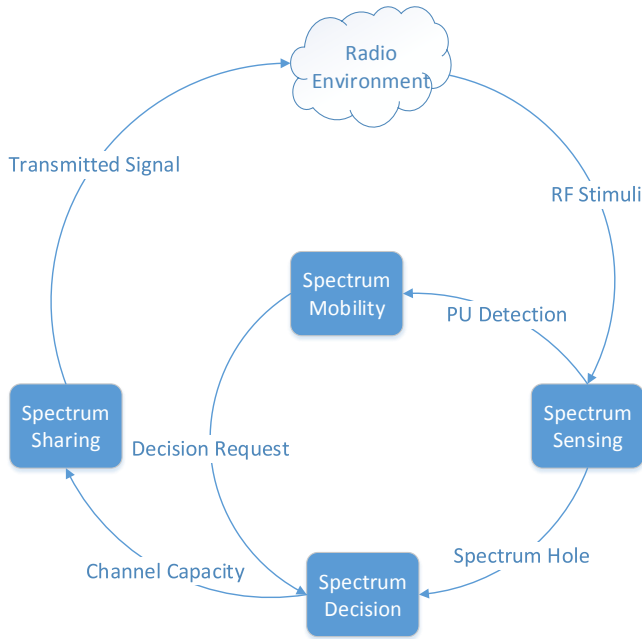 Radio
Environment
Transmitted Signal
RF Stimuli
Spectrum
Mobility
PU Detection
Spectrum
Sharing
Spectrum
Sensing
Decision Request
Spectrum Hole
Channel Capacity
Spectrum
Decision